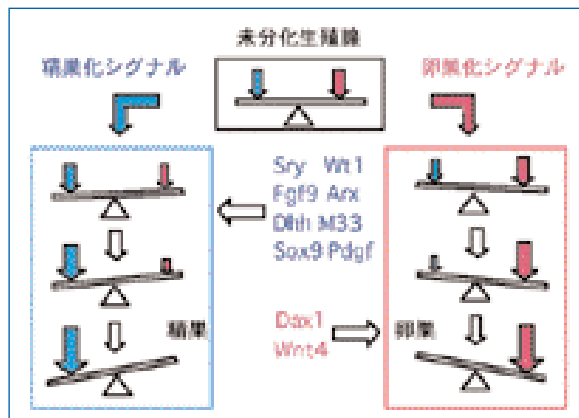 未分化生殖腺
精巣化シグナル
卵巣化シグナル
Sry Wt1
Fgf9 Arx
Dhh M33
Sox9 Pdgf
Dax1
Wnt4
精巣
卵巣